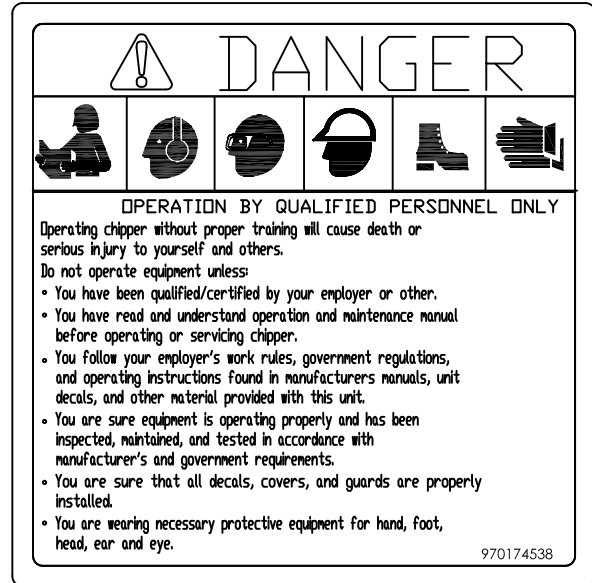 DANGER
OPERATION BY QUALIFIED PERSONNEL ONLY
Operating chipper without proper training will cause death or
serious injury to yourself and others.
Do not operate equipment unless:
• You have been qualified/certified by your employer or other.
• You have read and understand operation and maintenance manual
before operating or servicing chipper.
• You follow your employer's work rules, government regulations,
and operating instructions found in manufacturers manuals, unit
decals, and other material provided with this unit.
• You are sure equipment is operating properly and has been
inspected, maintained, and tested in accordance with
manufacturer's and government requirements.
• You are sure that all decals, covers, and guards are properly
installed.
• You are wearing necessary protective equipment for hand, foot,
head, ear and eye.
970174538